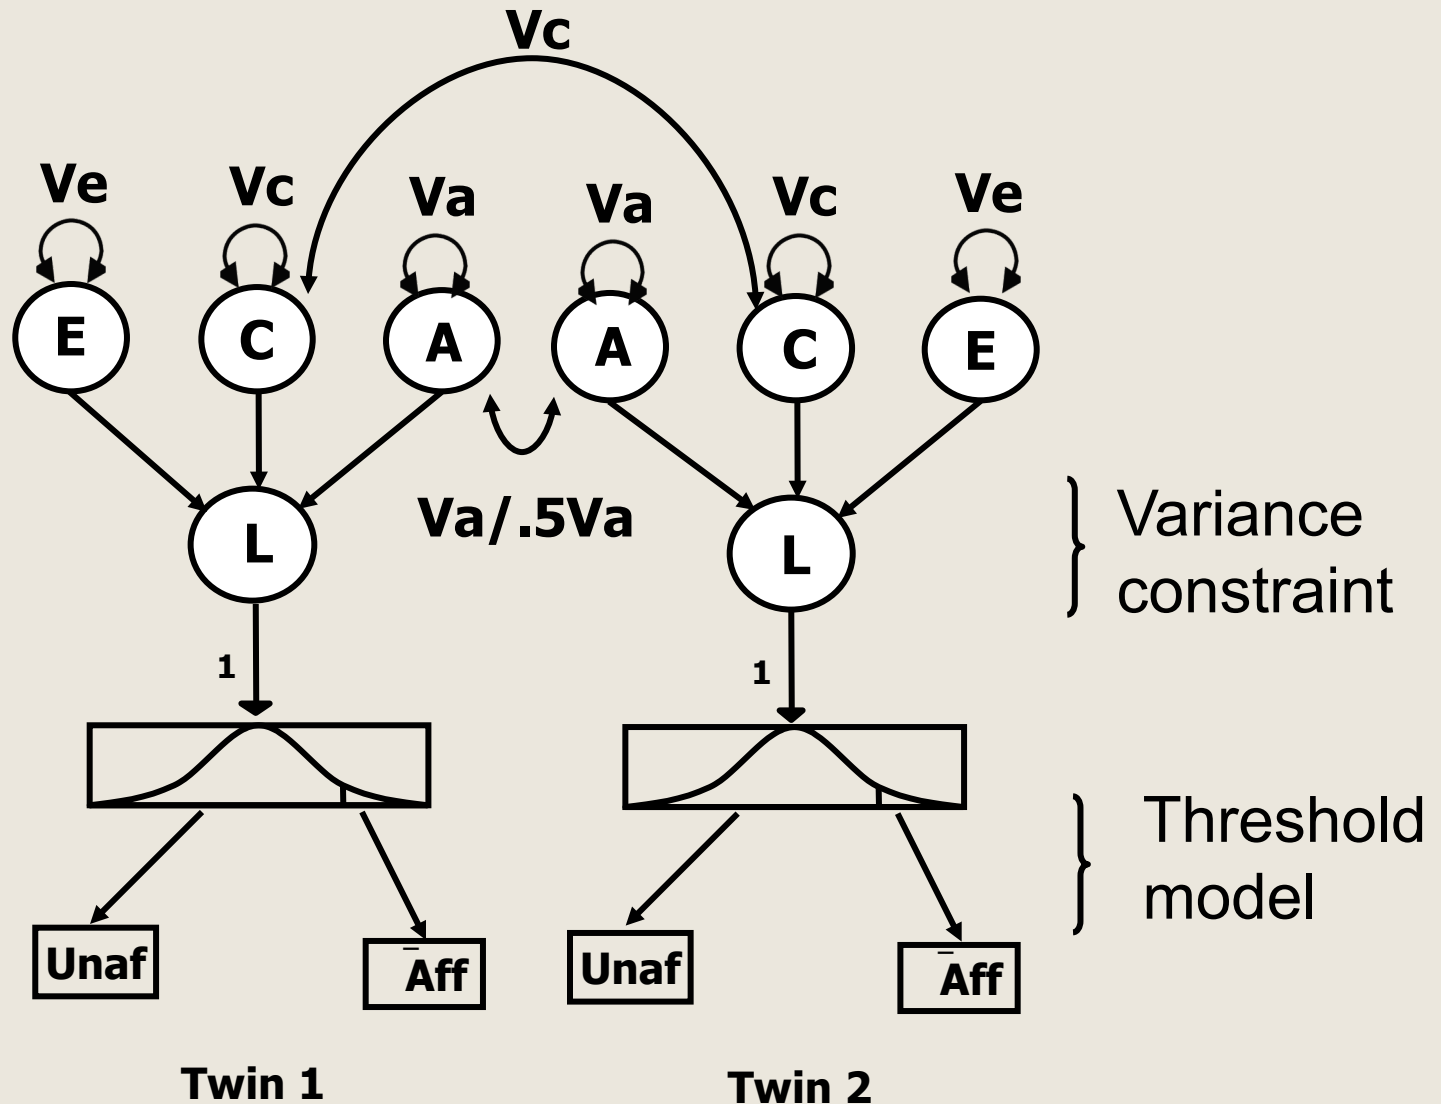 Vc
Ve
Vc
Va
Va
Vc
Ve
E
C
A
A
C
E
Va/.5Va
L
L
Variance
constraint
1
1
Threshold
model
Unaf
Aff
Unaf
Aff
Twin 1
Twin 2